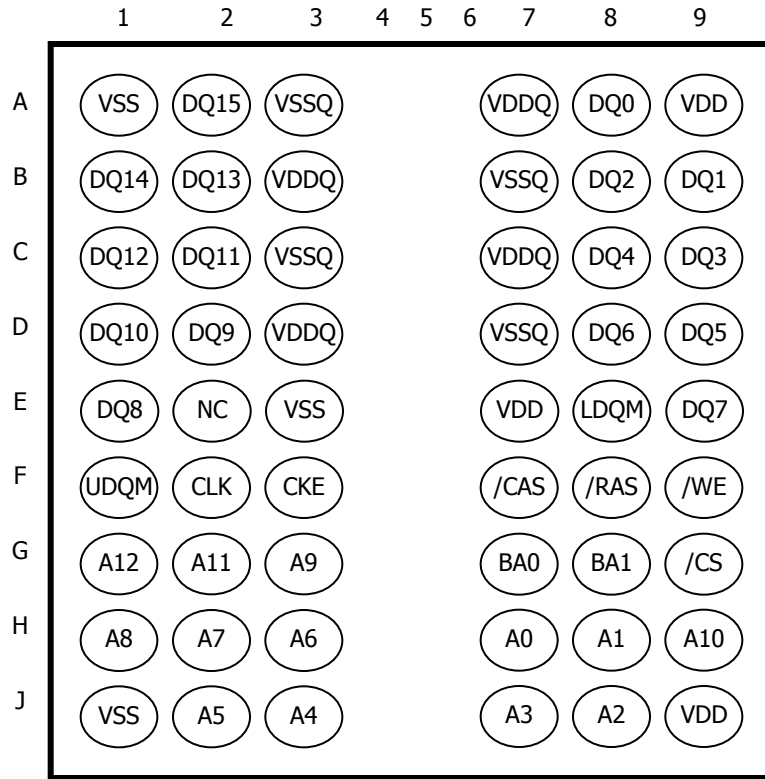 1 2 3 4 5 6 7 8 9
A VSS DQ15 VSSQ VDDQ DQ0 VDD
B DQ14 DQ13 VDDQ VSSQ DQ2 DQ1
C DQ12 DQ11 VSSQ VDDQ DQ4 DQ3
D DQ10 DQ9 VDDQ VSSQ DQ6 DQ5
E DQ8 NC VSS VDD LDQM DQ7
F UDQM CLK CKE /CAS /RAS /WE
G A12 A11 A9 BA0 BA1 /CS
H A8 A7 A6 A0 A1 A10
J VSS A5 A4 A3 A2 VDD